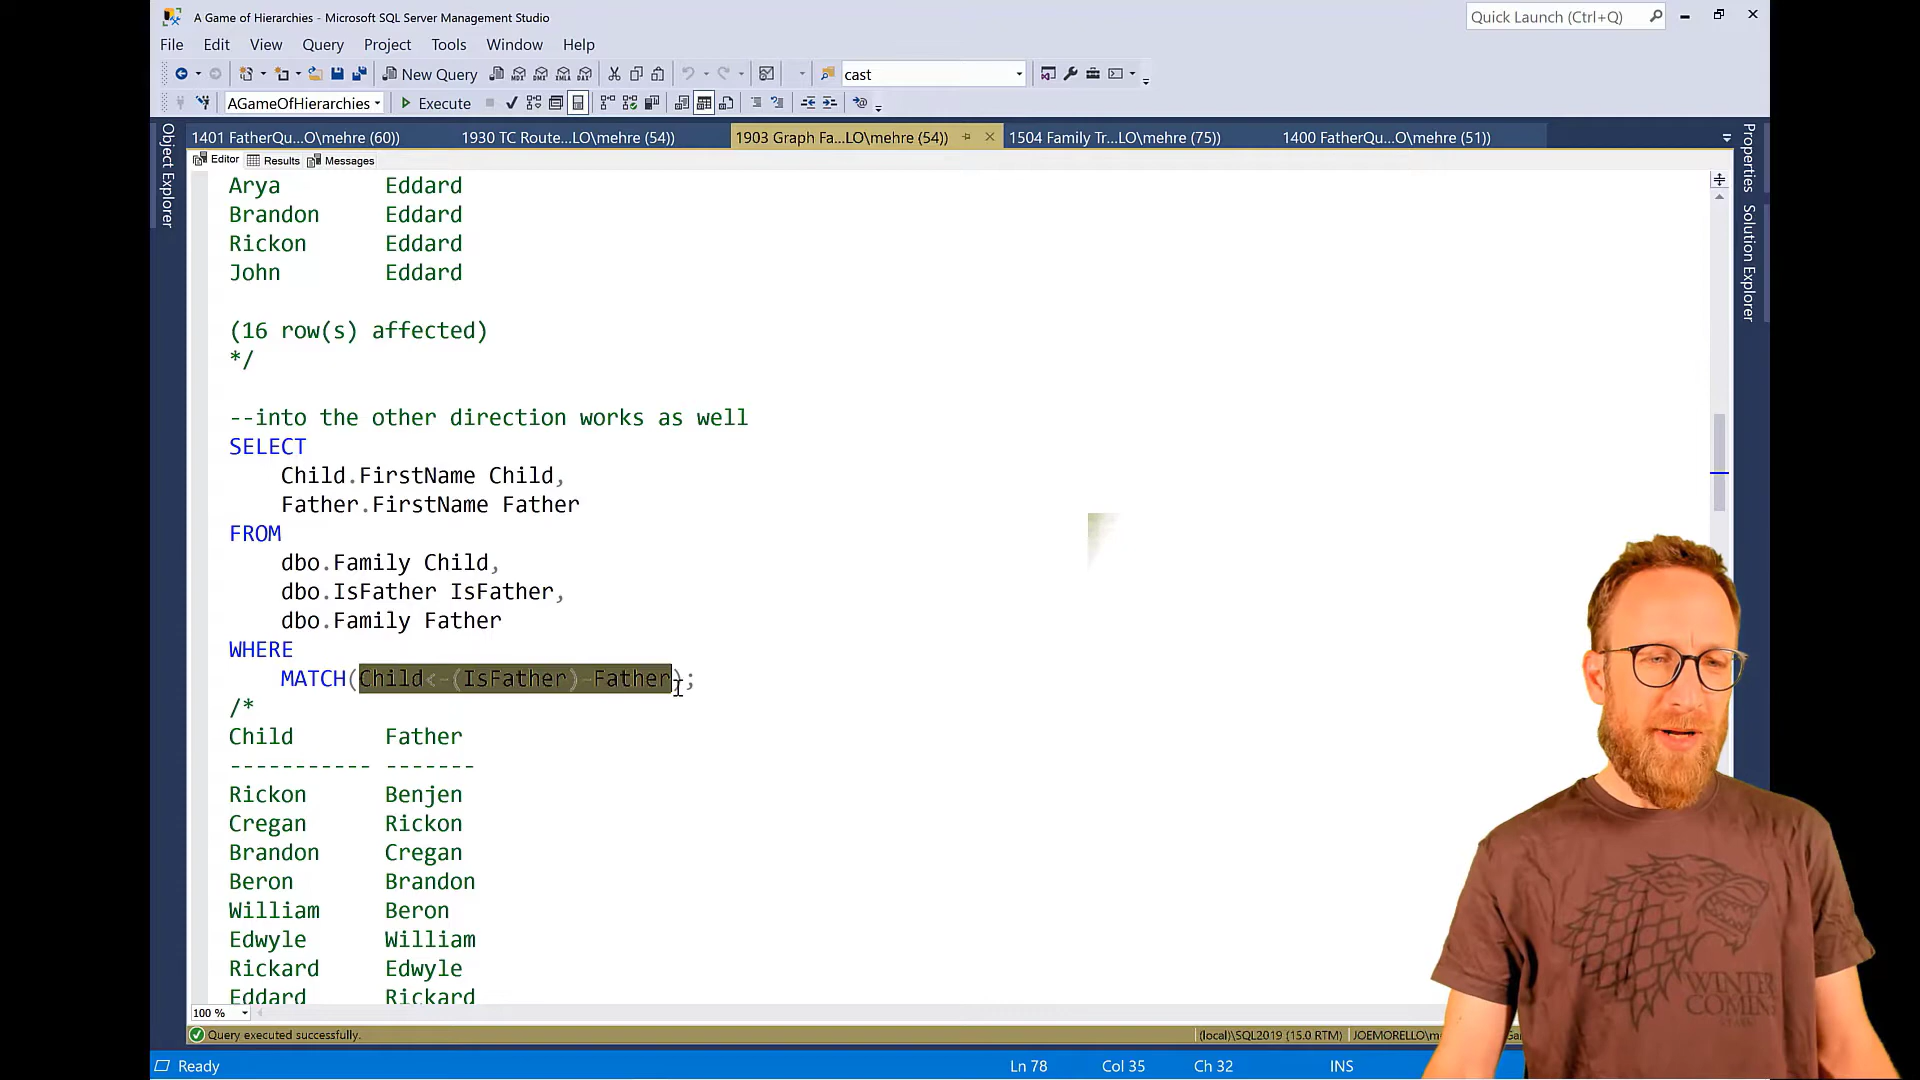 A Game of Hierarchies - Microsoft SQL Server Management Studio
Quick Launch (Ctrl+Q)
File Edit View Query Project Tools Window Help
New Query
cast
AGameOfHierarchies
Execute
1401 FatherQu...O\mehre (60))
1930 TC Route...LO\mehre (54))
1903 Graph Fa...LO\mehre (54))
1504 Family Tr...LO\mehre (75))
1400 FatherQu...O\mehre (51))
Object Explorer
Properties
Solution Explorer
Editor Results Messages
Arya Eddard
Brandon Eddard
Rickon Eddard
John Eddard
(16 row(s) affected)
*/
--into the other direction works as well
SELECT
Child.FirstName Child,
Father.FirstName Father
FROM
dbo.Family Child,
dbo.IsFather IsFather,
dbo.Family Father
WHERE
MATCH(Child<-(IsFather)-Father);
/*
Child Father
----------- -------
Rickon Benjen
Cregan Rickon
Brandon Cregan
Beron Brandon
William Beron
Edwyle William
Rickard Edwyle
Eddard Rickard
100 %
Query executed successfully.
(local)\SQL2019 (15.0 RTM)
JOEMORELLO\m
Ready
Ln 78 Col 35 Ch 32 INS
WINTER
COMIN